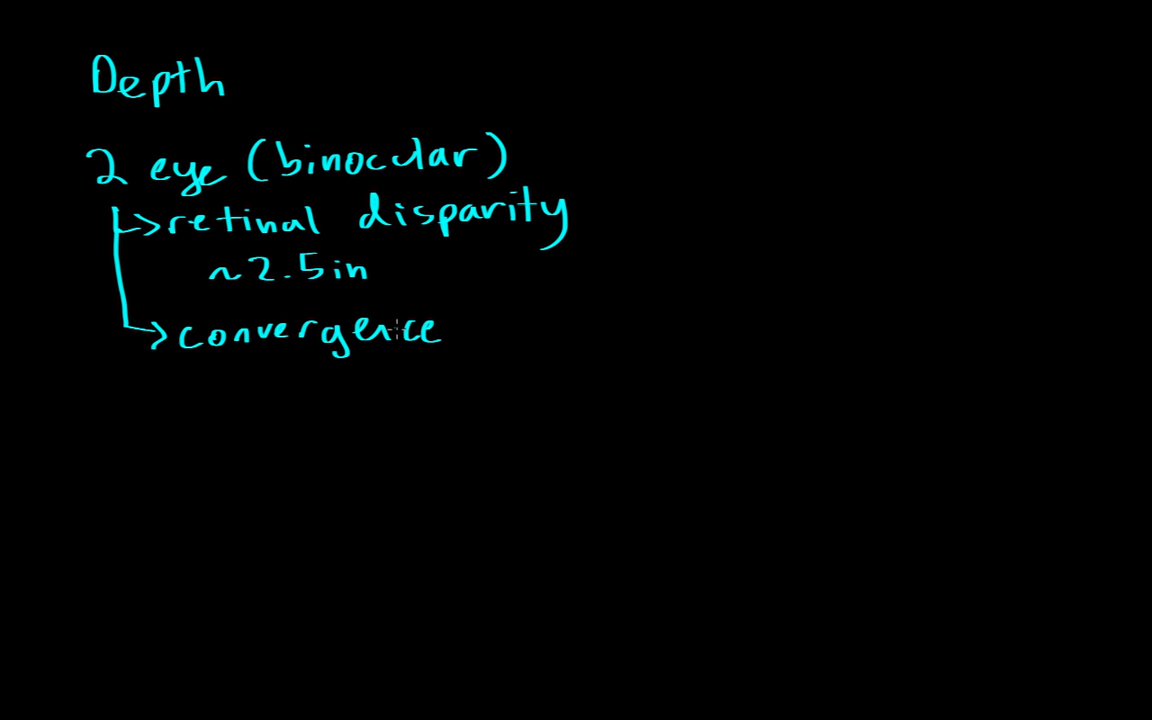 Depth
2 eye (binocular)
→ retinal disparity
~2.5in
→ convergence